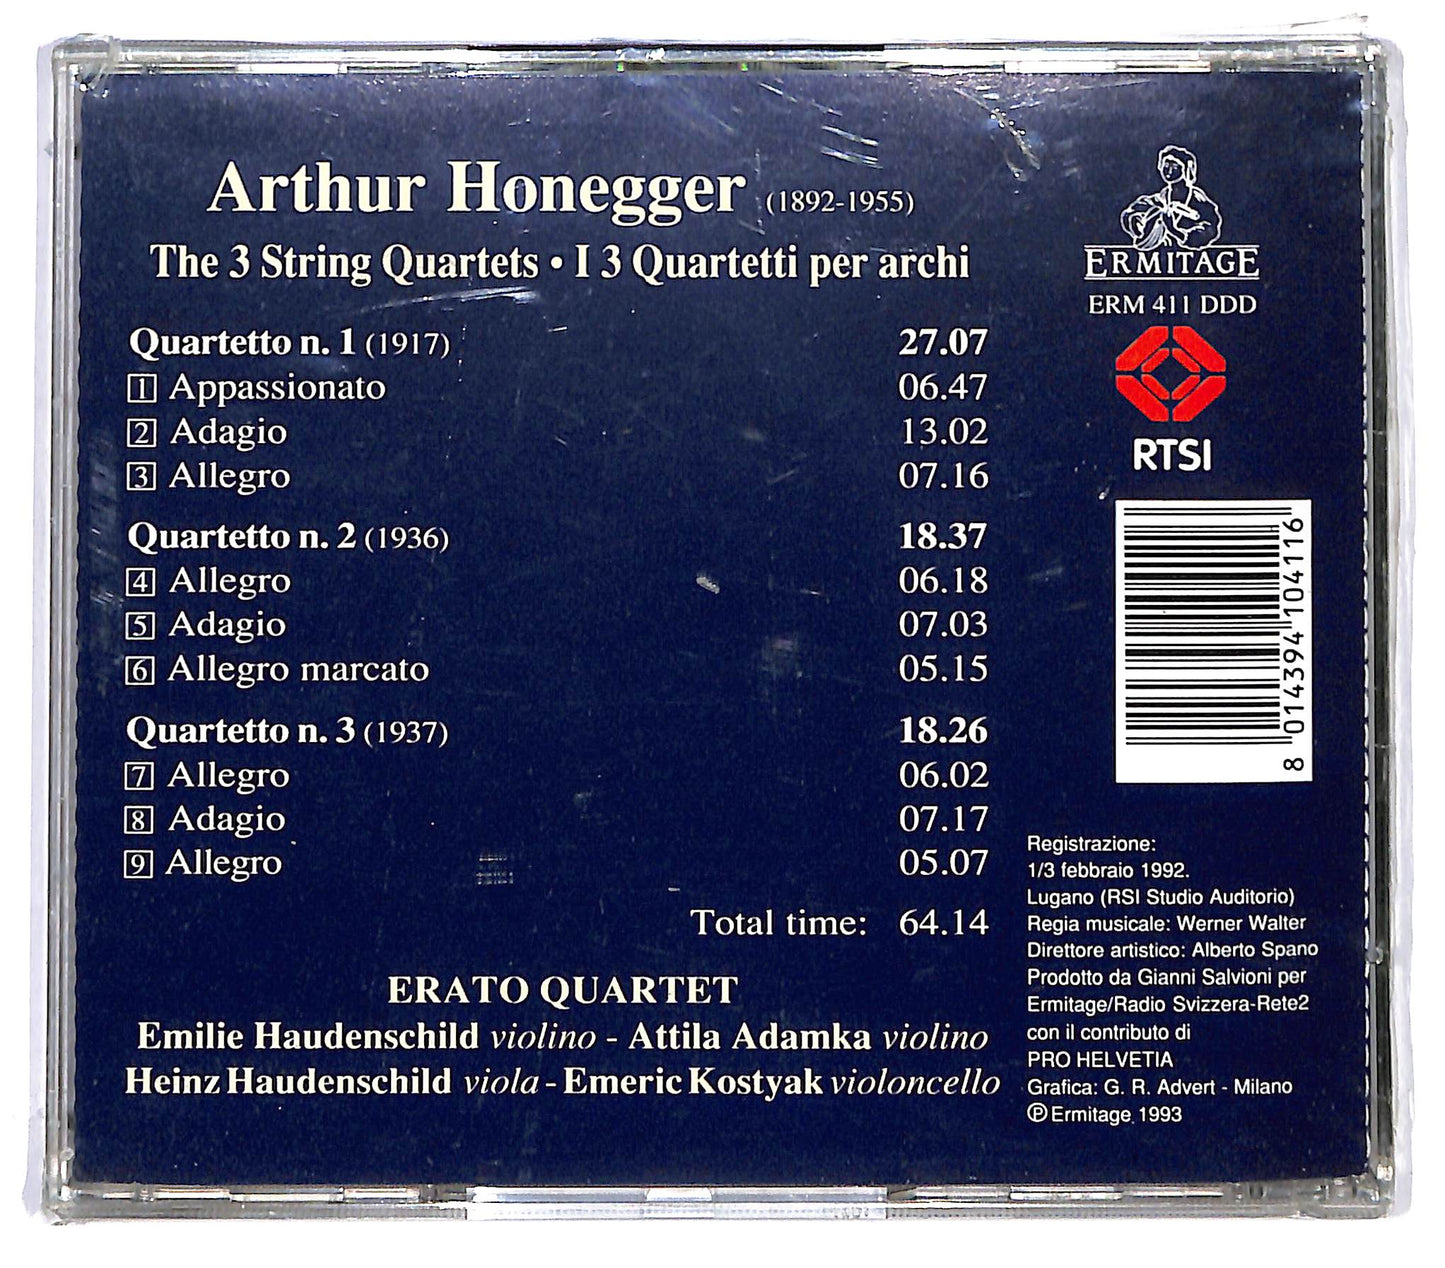 Arthur Honegger (1892-1955)
The 3 String Quartets • I 3 Quartetti per archi
Quartetto n. 1 (1917) 27.07
1 Appassionato 06.47
2 Adagio 13.02
3 Allegro 07.16
Quartetto n. 2 (1936) 18.37
4 Allegro 06.18
5 Adagio 07.03
6 Allegro marcato 05.15
Quartetto n. 3 (1937) 18.26
7 Allegro 06.02
8 Adagio 07.17
9 Allegro 05.07
Total time: 64.14
ERATO QUARTET
Emilie Haudenschild violino - Attila Adamka violino
Heinz Haudenschild viola - Emeric Kostyak violoncello
ERMITAGE
ERM 411 DDD
RTSI
8 014394 104116
Registrazione:
1/3 febbraio 1992.
Lugano (RSI Studio Auditorio)
Regia musicale: Werner Walter
Direttore artistico: Alberto Spano
Prodotto da Gianni Salvioni per
Ermitage/Radio Svizzera-Rete2
con il contributo di
PRO HELVETIA
Grafica: G. R. Advert - Milano
℗ Ermitage 1993